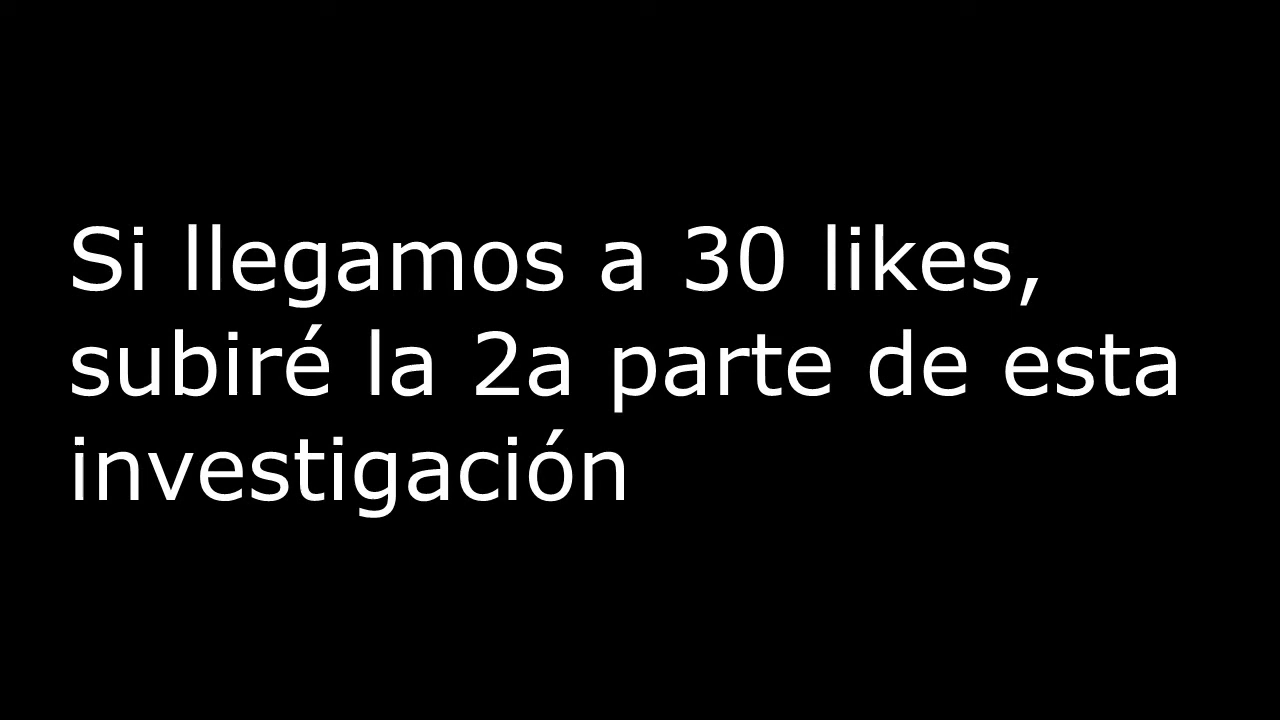 Si llegamos a 30 likes,
subiré la 2a parte de esta
investigación